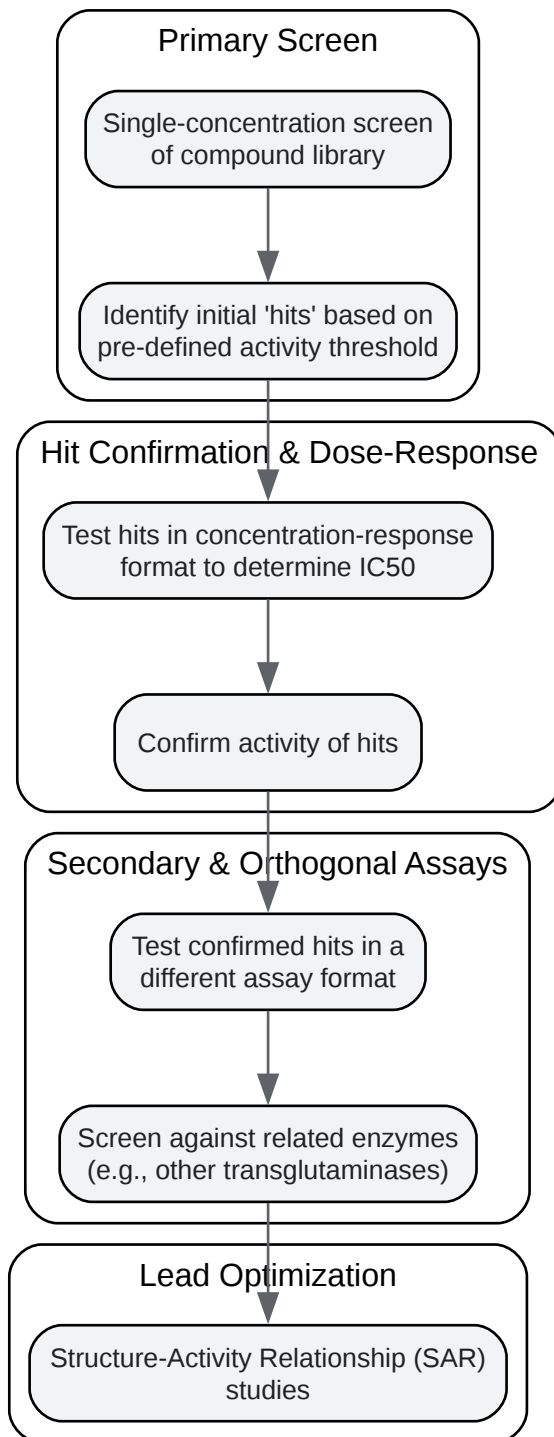 Primary Screen
Single-concentration screen
of compound library
Identify initial 'hits' based on
pre-defined activity threshold
Hit Confirmation & Dose-Response
Test hits in concentration-response
format to determine IC50
Confirm activity of hits
Secondary & Orthogonal Assays
Test confirmed hits in a
different assay format
Screen against related enzymes
(e.g., other transglutaminases)
Lead Optimization
Structure-Activity Relationship (SAR)
studies